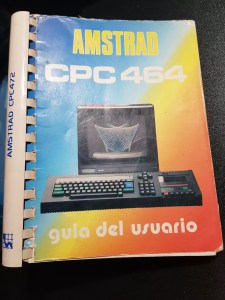 AMSTRAD
CPC 464
guia del usuario
AMSTRAD CPC472